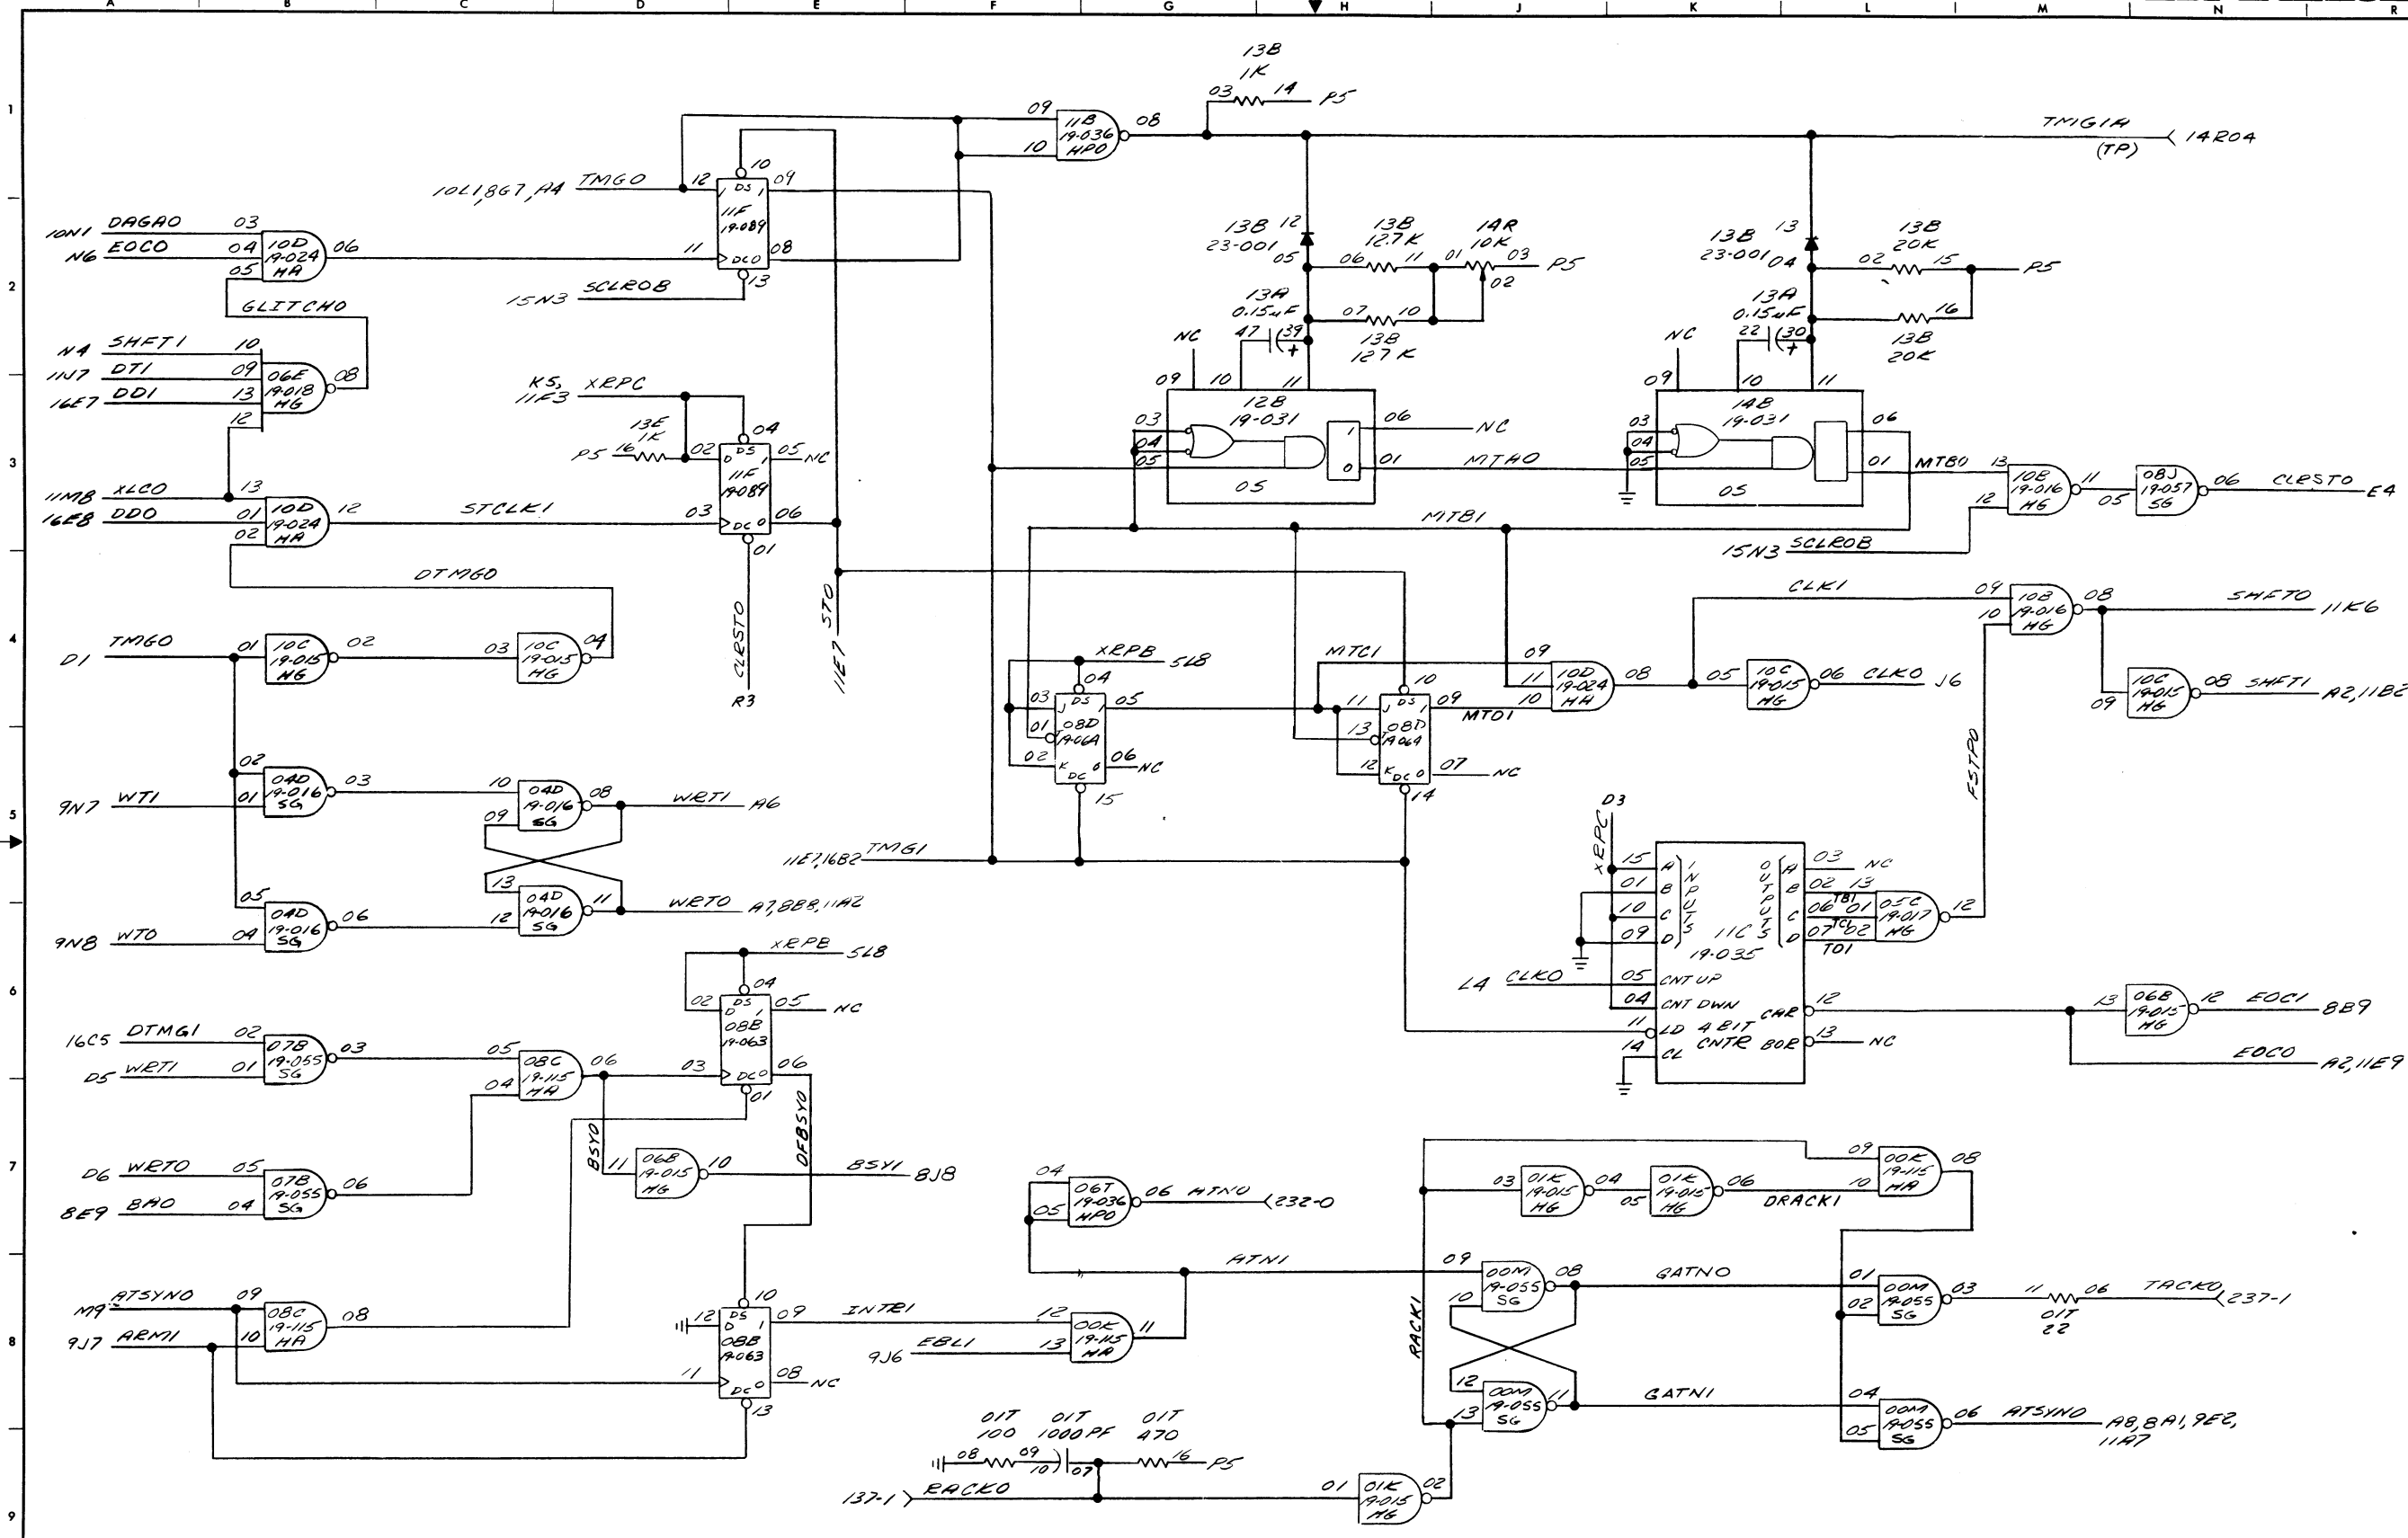 A B C D E F G H J K L M N R
1
2
3
4
5
6
7
8
9
13B
1K
03 14 P5
09
10
11B
19-036
HPO
08
TMG1A
(TP)
14R04
10L1,8G7,A4 TMGO 12
10
DS
11F
19-089
09
11
DC0
08
13
15N3 SCLROB
10N1 DAGAO 03
N6 EOCO 04
05
10D
19-024
HA
06
GLITCHO
N4 SHFT1 10
11J7 DT1 09
16E7 DD1 13
12
06E
19-018
HG
08
13B
23-001
12
05
13B
12.7K
06 11
14R
10K
01 03 P5
02
13A
0.15uF
47 39
+
07 10
13B
127K
13B
23-001
13
04
13B
20K
02 15 P5
13A
0.15uF
22 30
+
16
13B
20K
NC
09 10 11
12B
19-031
03
04
05
1
0
06 NC
01 MTAO
05
NC
09 10 11
14B
19-031
03
04
05
06
01 MTBO
05
13
12
10B
19-016
HG
11
05
08J
19-057
SG
06 CLRSTO E4
15N3 SCLROB
K5,
11F3
XRPC
13E
1K
P5 16 02
04
DS
D 1
11F
19-089
05 NC
03
DC0
06
01
11M8 XLCO 13
16E8 DDO 01
02
10D
19-024
HA
12
STCLK1
DTMGO
MTB1
CLRSTO
R3
STO
11E7
D1 TMGO 01
10C
19-015
HG
02
03
10C
19-015
HG
04
XRPB 5L8
04
03
01
02
J DS 1
08D
19-064
K DC 0
05
06 NC
15
MTC1
11
13
12
10
J DS 1
08D
19-064
K DC 0
09
MTO1
07 NC
14
09
11
10
10D
19-024
HA
08
05
10C
19-015
HG
06 CLKO J6
CLK1
09
10
10B
19-016
HG
08
SHFTO 11K6
09
10C
19-015
HG
08 SHFT1 A2,11B2
FSTPO
02
9N7 WT1 01
04D
19-016
SG
03
10
09
04D
19-016
SG
08
WRT1 A6
05
9N8 WTO 04
04D
19-016
SG
06
13
12
04D
19-016
SG
11
WRTO A7,8B8,11A2
11E7,16B2 TMG1
D3
XRPC
15 A
01 B
10 C
09 D
INPUTS
OUTPUTS
11C
19-035
A 03 NC
B 02 13
TB1
C 06 01
TC1
D 07 02
TD1
05C
19-017
HG
12
L4 CLKO 05 CNT UP
04 CNT DWN
11 LD 4 BIT
14 CL CNTR
CAR 12
BOR 13 NC
13
06B
19-015
HG
12 EOC1 8B9
EOCO A2,11E9
XRPB 5L8
04
02
DS
D 1
08B
19-063
05 NC
03
DC0
06
01
16C5 DTMG1 02
D5 WRT1 01
07B
19-055
SG
03
05
04
08C
19-115
HA
06
BSYO
DFBSYO
D6 WRTO 05
8E9 BAO 04
07B
19-055
SG
06
11
06B
19-015
HG
10
BSY1 8J8
M9 ATSYNO 09
9J7 ARM1 10
08C
19-115
HA
08
10
12
DS
D 1
08B
19-063
09 INTR1
11
DC 0
08 NC
13
04
05
06T
19-036
HPO
06 ATNO 232-0
ATN1
12
9J6 EBL1 13
00K
19-115
HA
11
RACK1
03
01K
19-015
HG
04
05
01K
19-015
HG
06
DRACK1
09
10
00K
19-115
HA
08
09
10
00M
19-055
SG
08
GATNO
12
13
00M
19-055
SG
11
GATN1
01
02
00M
19-055
SG
03
11 06
01T
22
TACKO
237-1
04
05
00M
19-055
SG
06 ATSYNO A8,8A1,9E2,
11A7
01T
100
01T
1000PF
01T
470
08 09
10 07
16 P5
137-1 RACKO
01
01K
19-015
HG
02